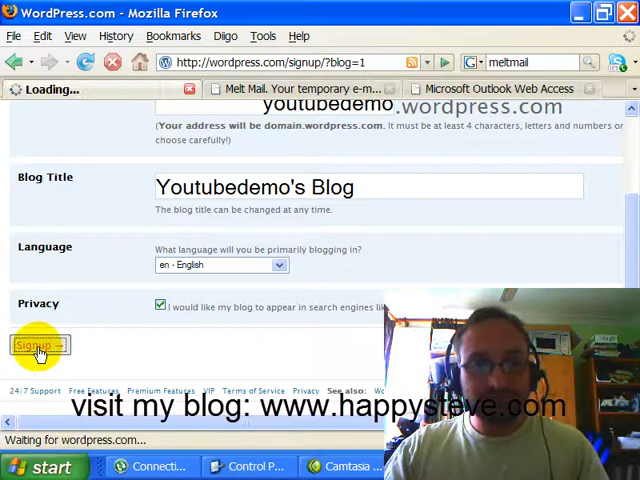 WordPress.com - Mozilla Firefox
File Edit View History Bookmarks Diigo Tools Help
http://wordpress.com/signup/?blog=1 meltmail
Loading... Melt Mail. Your temporary e-m... Microsoft Outlook Web Access
youtubedemo.wordpress.com
(Your address will be domain.wordpress.com. It must be at least 4 characters, letters and numbers or
choose carefully!)
Blog Title
Youtubedemo's Blog
The blog title can be changed at any time.
Language
What language will you be primarily blogging in?
en - English
Privacy
I would like my blog to appear in search engines
Signup →
24/7 Support Free Features Premium Features VIP Terms of Service Privacy See also:
visit my blog: www.happysteve.com
Waiting for wordpress.com...
start Connecti... Control P... Camtasia ...